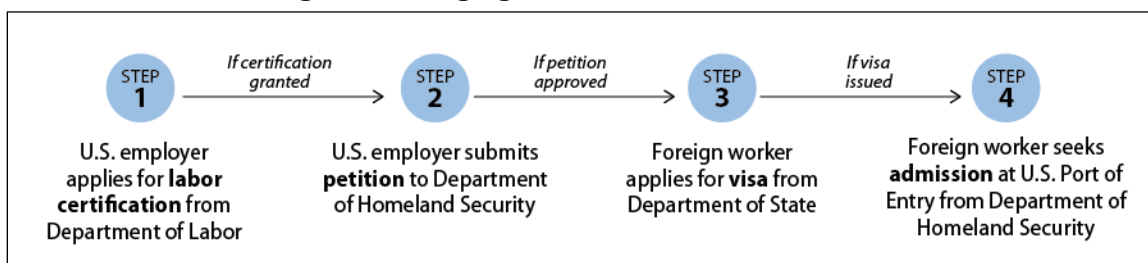 STEP
1
If certification
granted
STEP
2
If petition
approved
STEP
3
If visa
issued
STEP
4
U.S. employer
applies for labor
certification from
Department of Labor
U.S. employer submits
petition to Department
of Homeland Security
Foreign worker
applies for visa from
Department of State
Foreign worker seeks
admission at U.S. Port of
Entry from Department of
Homeland Security